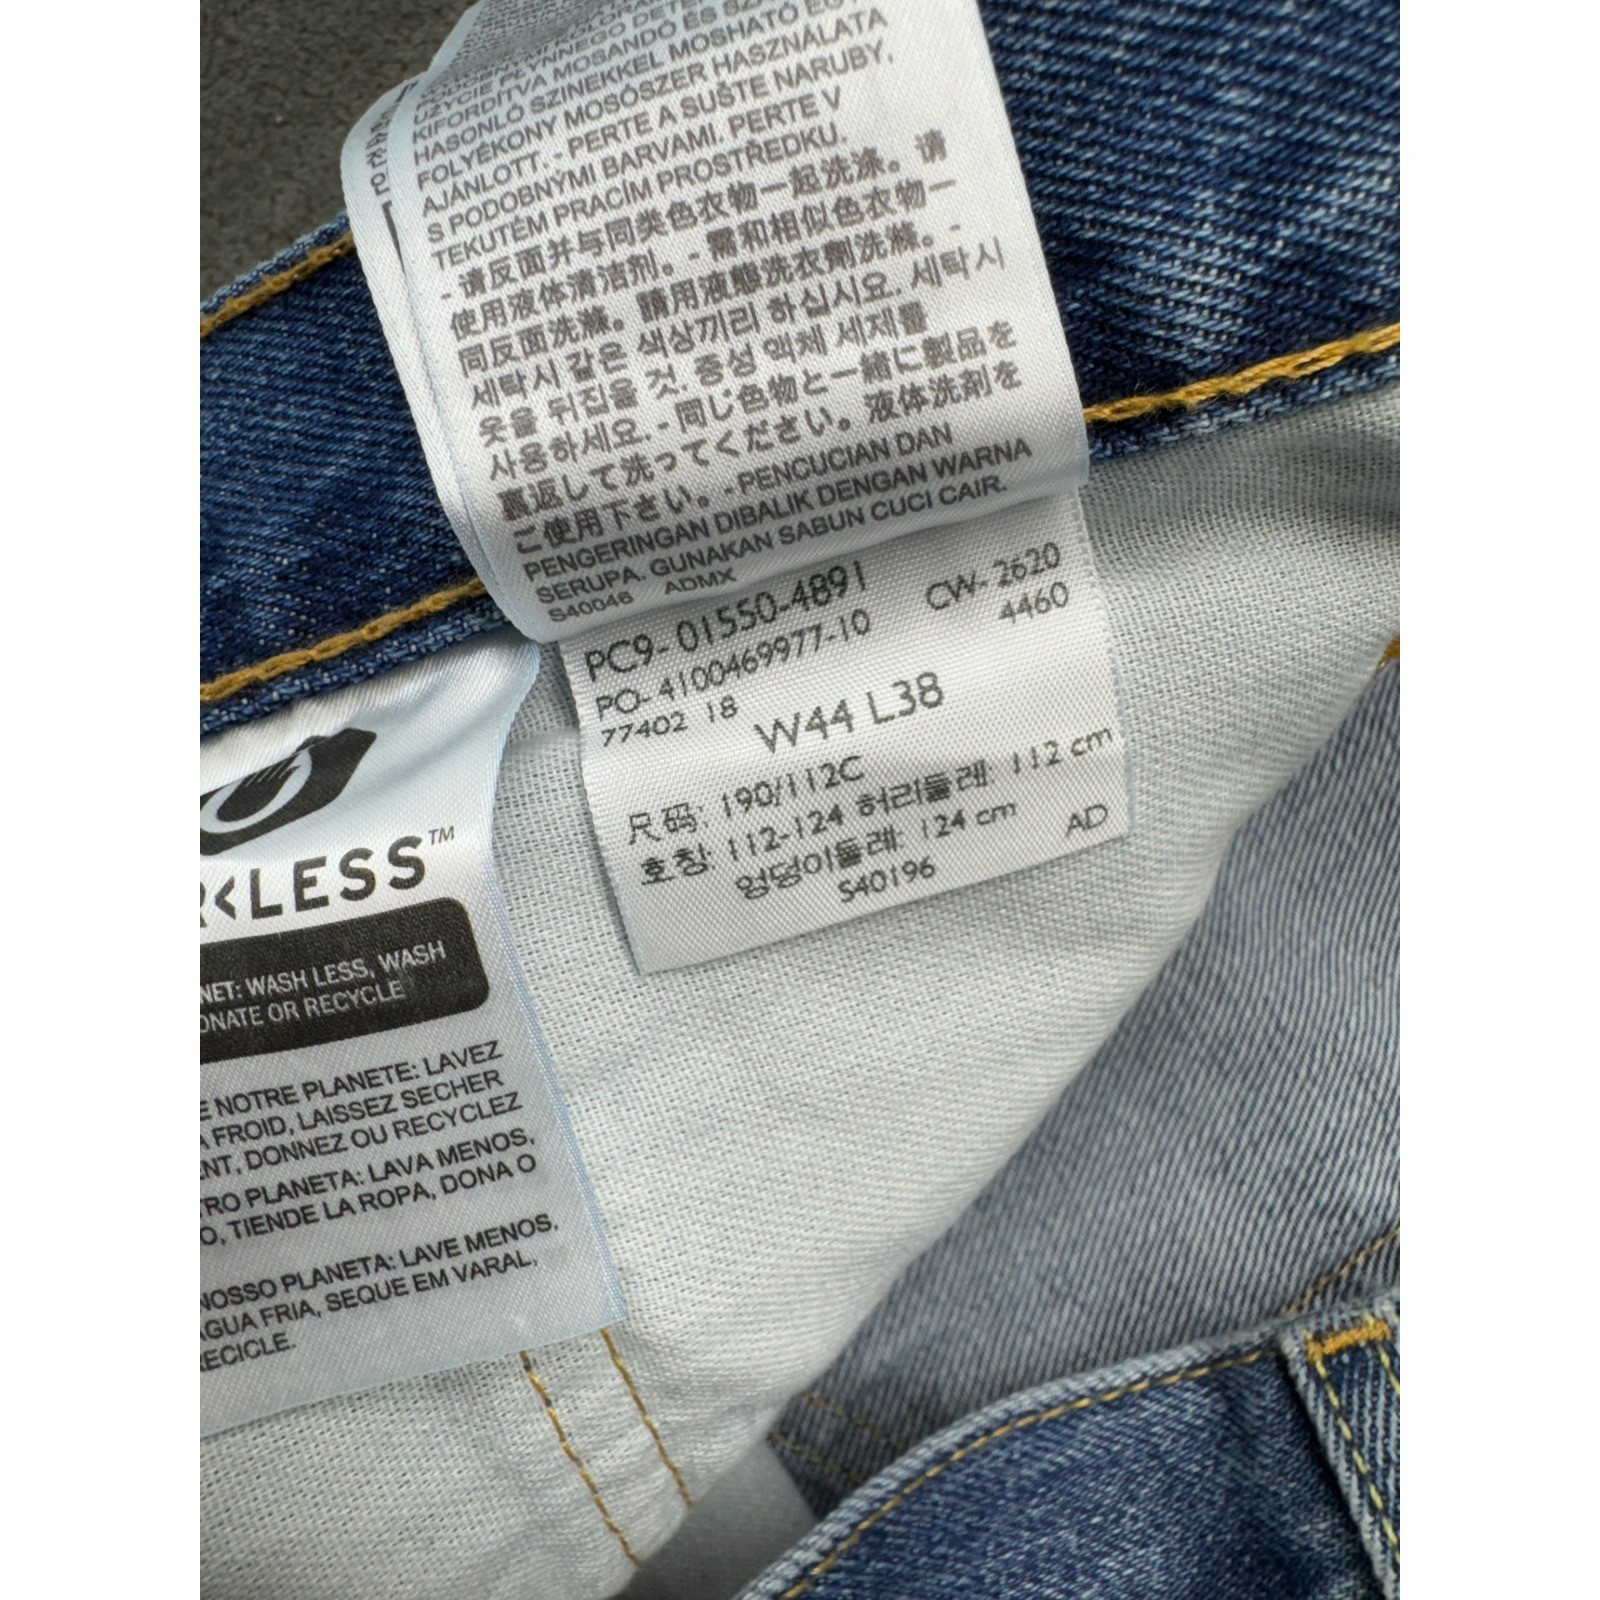 UŻYCIE PŁYNNEGO DETER
KIFORDÍTVA MOSANDÓ ÉS
HASONLÓ SZINEKKEL MOSHATÓ
FOLYÉKONY MOSÓSZER HASZNÁLATA
AJÁNLOTT. - PERTE A SUŠTE NARUBY,
S PODOBNÝMI BARVAMI. PERTE V
TEKUTÉM PRACÍM PROSTŘEDKU.
- 请反面并与同类色衣物一起洗涤。请
使用液体清洁剂。- 需和相似色衣物一
同反面洗滌。請用液態洗衣劑洗滌。-
세탁시 같은 색상끼리 하십시오. 세탁시
옷을 뒤집을 것. 중성 액체 세제를
사용하세요. - 同じ色物と一緒に製品を
裏返して洗ってください。液体洗剤を
ご使用下さい。- PENCUCIAN DAN
PENGERINGAN DIBALIK DENGAN WARNA
SERUPA. GUNAKAN SABUN CUCI CAIR.
S40046 ADMX
PC9- 01550-4891 CW- 2620
PO- 4100469977-10 4460
77402 18
W44 L38
尺码: 190/112C
호칭: 112-124 허리둘레: 112 cm
엉덩이둘레: 124 cm AD
S40196
R<LESS™
NET: WASH LESS, WASH
ONATE OR RECYCLE
E NOTRE PLANETE: LAVEZ
A FROID, LAISSEZ SECHER
ENT, DONNEZ OU RECYCLEZ
TRO PLANETA: LAVA MENOS,
O, TIENDE LA ROPA, DONA O
NOSSO PLANETA: LAVE MENOS,
ÁGUA FRIA, SEQUE EM VARAL,
RECICLE.